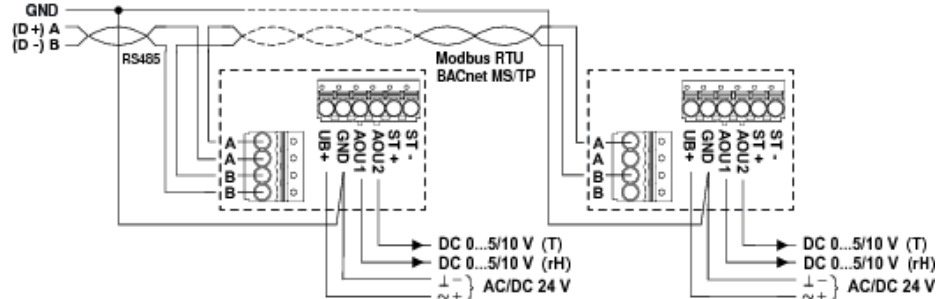 GND
(D+) A
(D -) B
RS485
Modbus RTU
BACnet MS/TP
UB+
GND
AOU1
AOU2
ST +
ST -
A
A
B
B
DC 0...5/10 V (T)
DC 0...5/10 V (rH)
⊥ −
≂ +
} AC/DC 24 V
UB+
GND
AOU1
AOU2
ST +
ST -
A
A
B
B
DC 0...5/10 V (T)
DC 0...5/10 V (rH)
⊥ −
≂ +
} AC/DC 24 V